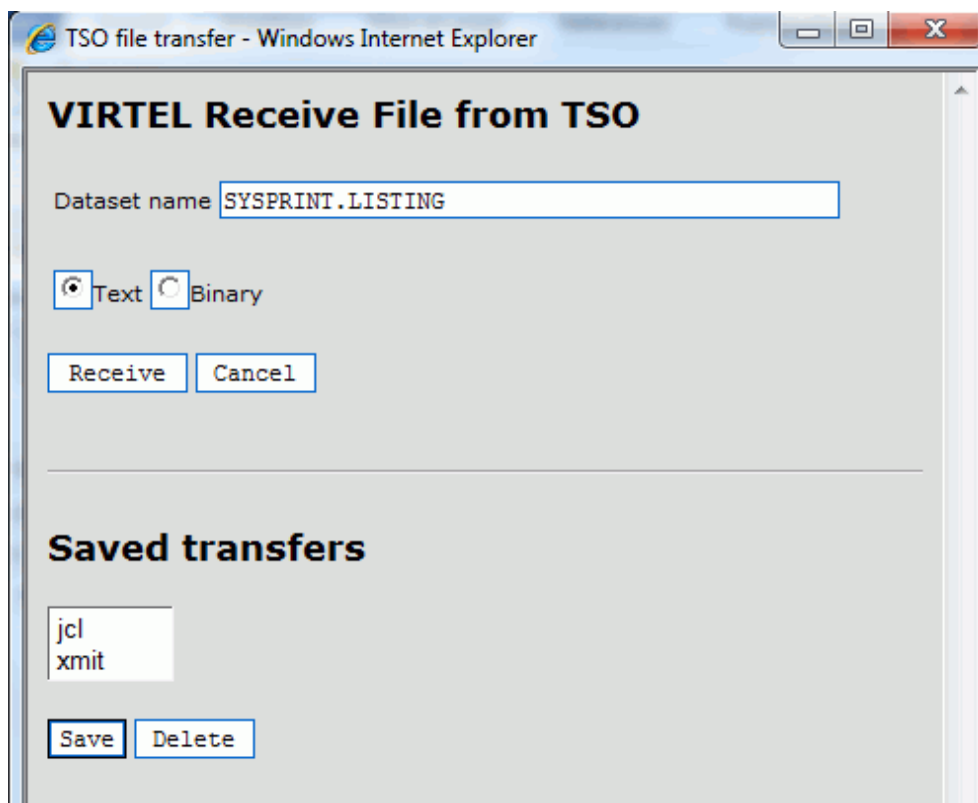 TSO file transfer - Windows Internet Explorer
VIRTEL Receive File from TSO
Dataset name SYSPRINT.LISTING
Text Binary
Receive Cancel
Saved transfers
jcl
xmit
Save Delete